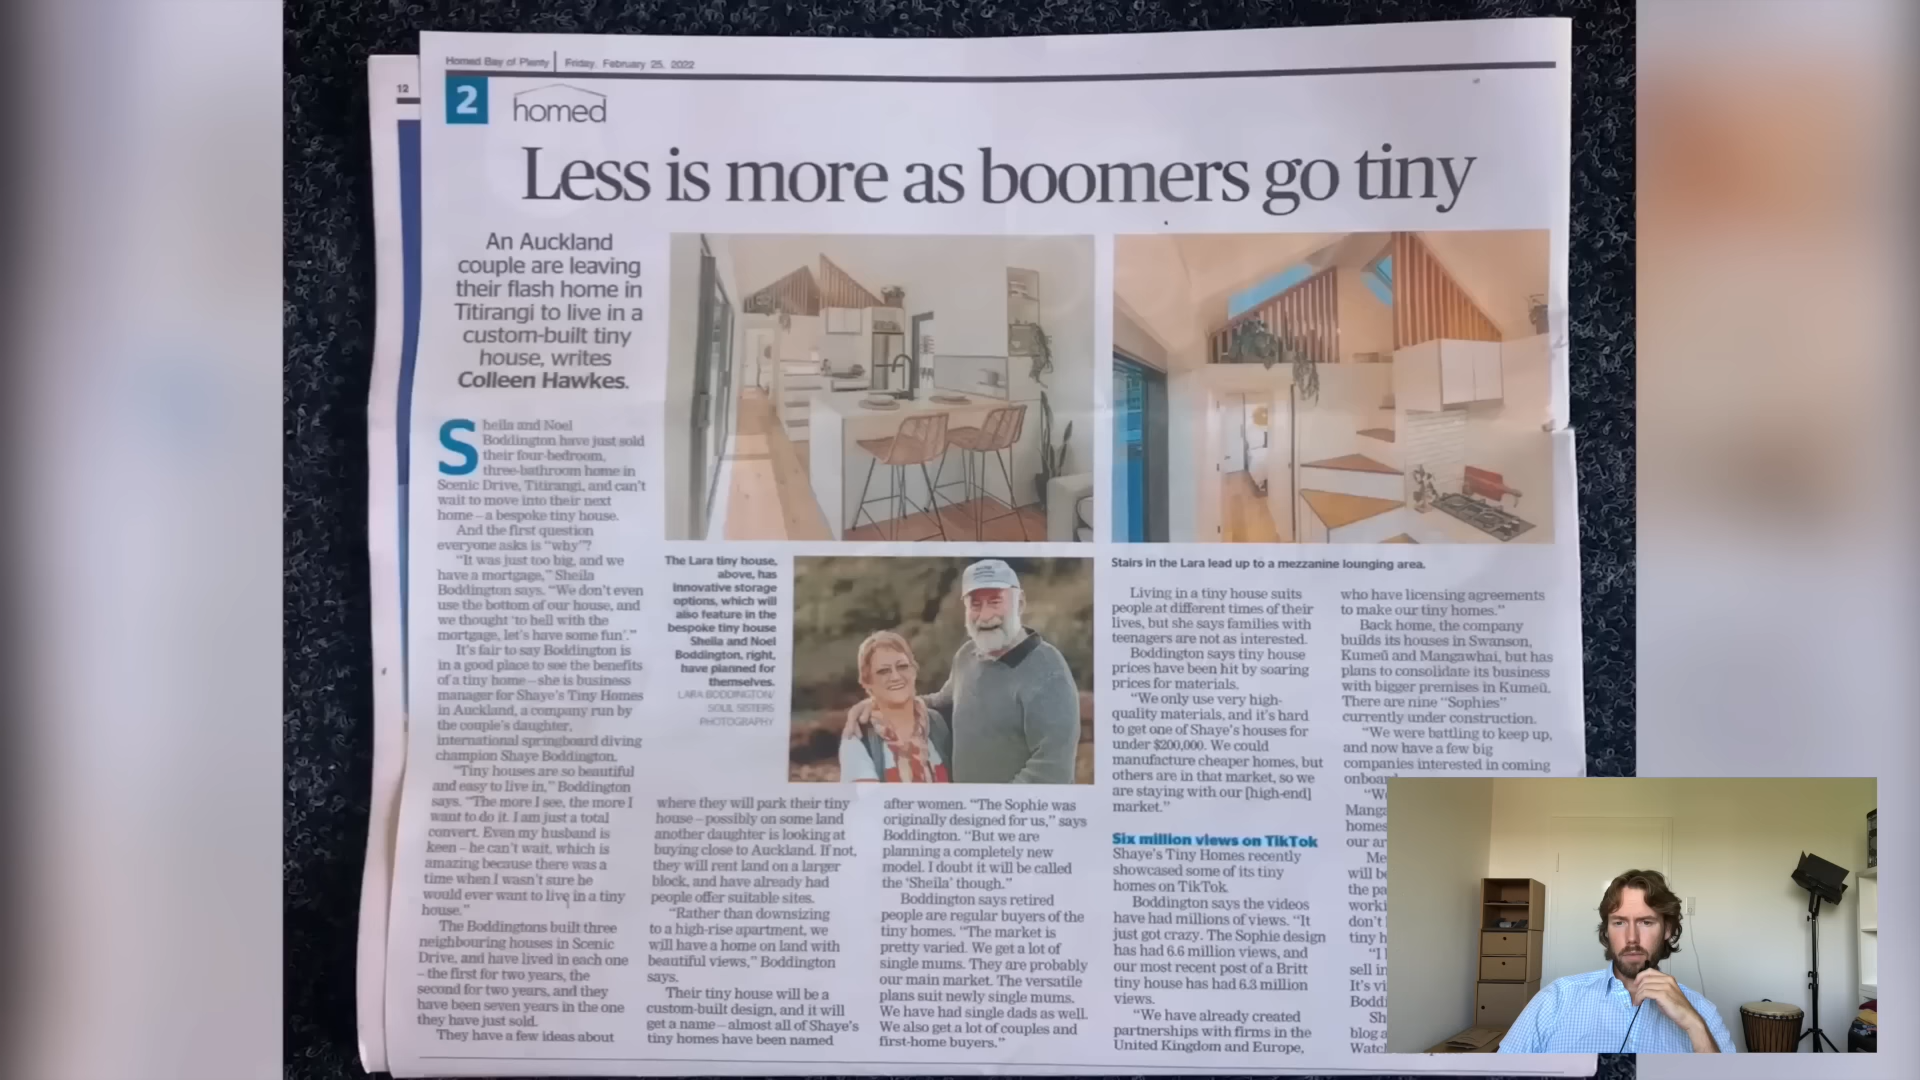 Homed Bay of Plenty | Friday, February 25, 2022
12
2
homed
Less is more as boomers go tiny
An Auckland
couple are leaving
their flash home in
Titirangi to live in a
custom-built tiny
house, writes
Colleen Hawkes.
Sheila and Noel
Boddington have just sold
their four-bedroom,
three-bathroom home in
Scenic Drive, Titirangi, and can't
wait to move into their next
home – a bespoke tiny house.
And the first question
everyone asks is "why"?
"It was just too big, and we
have a mortgage," Sheila
Boddington says. "We don't even
use the bottom of our house, and
we thought 'to hell with the
mortgage, let's have some fun'."
It's fair to say Boddington is
in a good place to see the benefits
of a tiny home – she is business
manager for Shaye's Tiny Homes
in Auckland, a company run by
the couple's daughter,
international springboard diving
champion Shaye Boddington.
"Tiny houses are so beautiful
and easy to live in," Boddington
says. "The more I see, the more I
want to do it. I am just a total
convert. Even my husband is
keen – he can't wait, which is
amazing because there was a
time when I wasn't sure he
would ever want to live in a tiny
house."
The Boddingtons built three
neighbouring houses in Scenic
Drive, and have lived in each one
– the first for two years, the
second for two years, and they
have been seven years in the one
they have just sold.
They have a few ideas about
The Lara tiny house,
above, has
innovative storage
options, which will
also feature in the
bespoke tiny house
Sheila and Noel
Boddington, right,
have planned for
themselves.
LARA BODDINGTON/
SOUL SISTERS
PHOTOGRAPHY
where they will park their tiny
house – possibly on some land
another daughter is looking at
buying close to Auckland. If not,
they will rent land on a larger
block, and have already had
people offer suitable sites.
"Rather than downsizing
to a high-rise apartment, we
will have a home on land with
beautiful views," Boddington
says.
Their tiny house will be a
custom-built design, and it will
get a name – almost all of Shaye's
tiny homes have been named
after women. "The Sophie was
originally designed for us," says
Boddington. "But we are
planning a completely new
model. I doubt it will be called
the 'Sheila' though."
Boddington says retired
people are regular buyers of the
tiny homes. "The market is
pretty varied. We get a lot of
single mums. They are probably
our main market. The versatile
plans suit newly single mums.
We have had single dads as well.
We also get a lot of couples and
first-home buyers."
Stairs in the Lara lead up to a mezzanine lounging area.
Living in a tiny house suits
people at different times of their
lives, but she says families with
teenagers are not as interested.
Boddington says tiny house
prices have been hit by soaring
prices for materials.
"We only use very high-
quality materials, and it's hard
to get one of Shaye's houses for
under $200,000. We could
manufacture cheaper homes, but
others are in that market, so we
are staying with our [high-end]
market."
Six million views on TikTok
Shaye's Tiny Homes recently
showcased some of its tiny
homes on TikTok.
Boddington says the videos
have had millions of views. "It
just got crazy. The Sophie design
has had 6.6 million views, and
our most recent post of a Britt
tiny house has had 6.3 million
views.
"We have already created
partnerships with firms in the
United Kingdom and Europe,
who have licensing agreements
to make our tiny homes."
Back home, the company
builds its houses in Swanson,
Kumeū and Mangawhai, but has
plans to consolidate its business
with bigger premises in Kumeū.
There are nine "Sophies"
currently under construction.
"We were battling to keep up,
and now have a few big
companies interested in coming
homes
our
will
the
don't
tiny
sell in
It's
blog